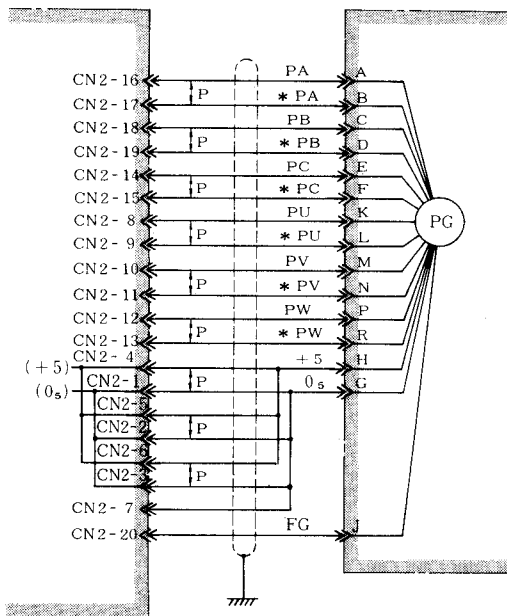 CN2-16 PA A
P
CN2-17 *PA B
CN2-18 PB C
P
CN2-19 *PB D
CN2-14 PC E
P
CN2-15 *PC F
CN2-8 PU K
P
CN2-9 *PU L
CN2-10 PV M
P
CN2-11 *PV N
CN2-12 PW P
P
CN2-13 *PW R
CN2-4 +5 H
(+5)
P
CN2-1 0s G
(0s)
CN2-5
P
CN2-2
CN2-6
P
CN2-3
CN2-7
CN2-20 FG J
PG